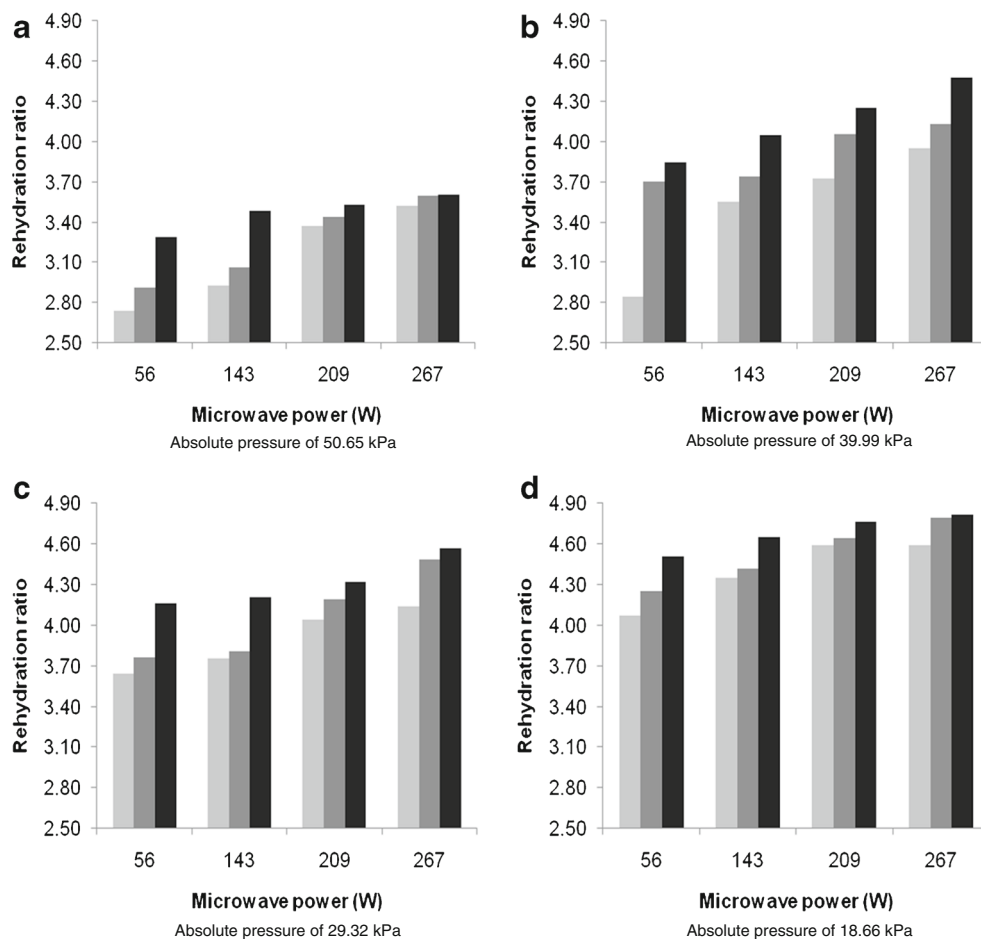 a
4.90
4.60
4.30
4.00
3.70
3.40
3.10
2.80
2.50
Rehydration ratio
56 143 209 267
Microwave power (W)
Absolute pressure of 50.65 kPa
b
4.90
4.60
4.30
4.00
3.70
3.40
3.10
2.80
2.50
Rehydration ratio
56 143 209 267
Microwave power (W)
Absolute pressure of 39.99 kPa
c
4.90
4.60
4.30
4.00
3.70
3.40
3.10
2.80
2.50
Rehydration ratio
56 143 209 267
Microwave power (W)
Absolute pressure of 29.32 kPa
d
4.90
4.60
4.30
4.00
3.70
3.40
3.10
2.80
2.50
Rehydration ratio
56 143 209 267
Microwave power (W)
Absolute pressure of 18.66 kPa